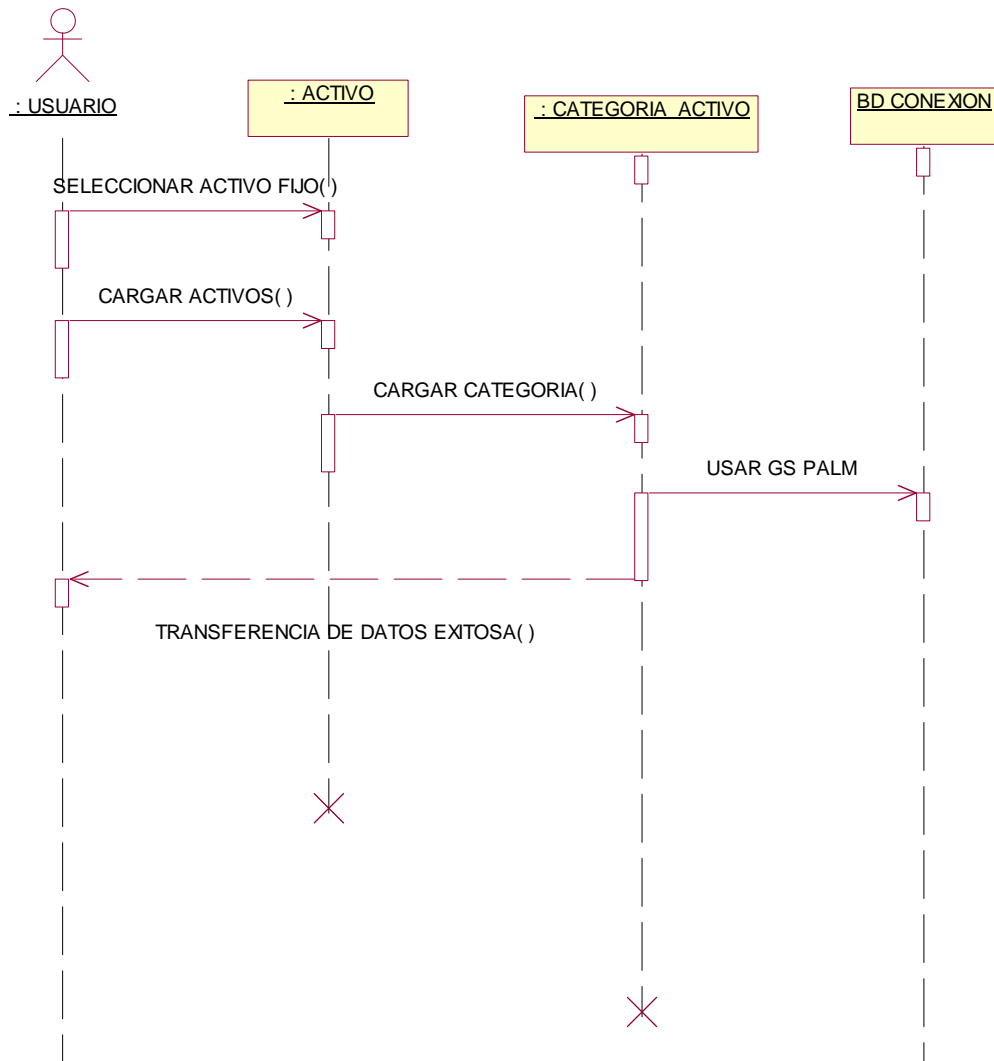 : USUARIO
: ACTIVO
: CATEGORIA ACTIVO
BD CONEXION
SELECCIONAR ACTIVO FIJO( )
CARGAR ACTIVOS( )
CARGAR CATEGORIA( )
USAR GS PALM
TRANSFERENCIA DE DATOS EXITOSA( )